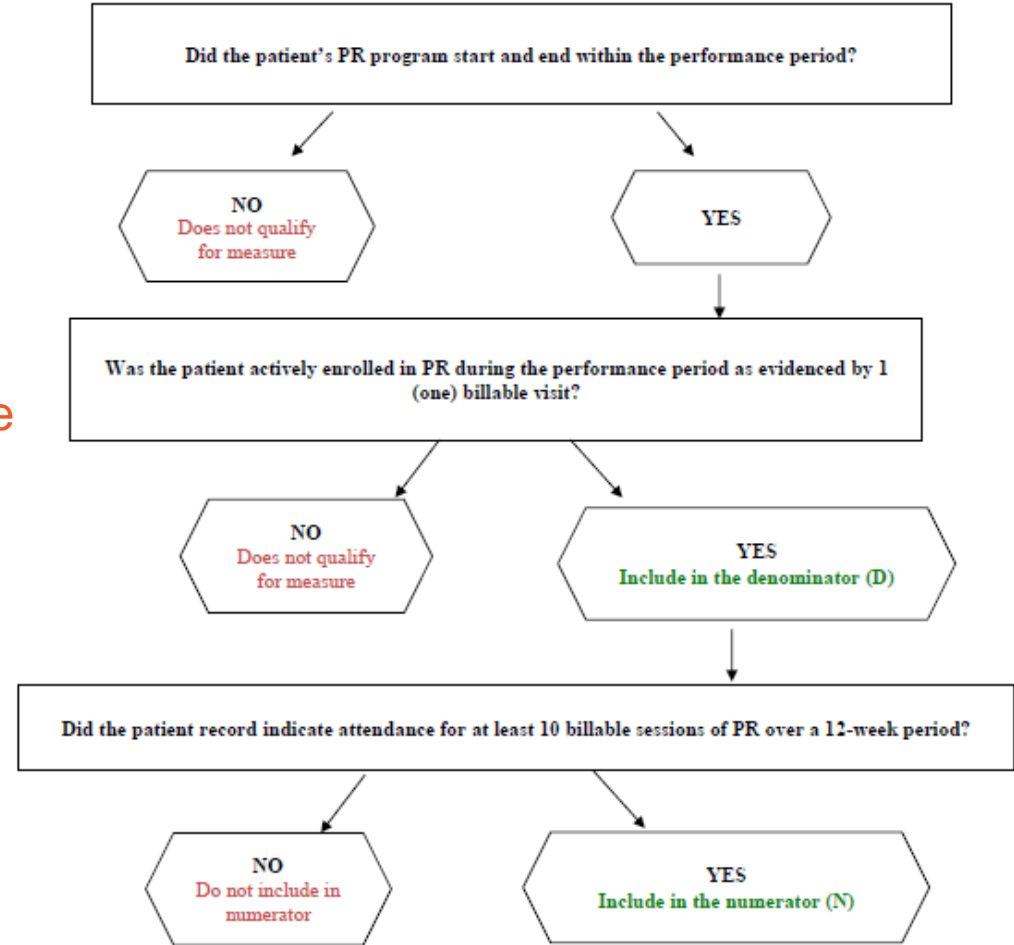 Did the patient's PR program start and end within the performance period?
NO
Does not qualify
for measure
YES
Was the patient actively enrolled in PR during the performance period as evidenced by 1
(one) billable visit?
e
NO
Does not qualify
for measure
YES
Include in the denominator (D)
Did the patient record indicate attendance for at least 10 billable sessions of PR over a 12-week period?
NO
Do not include in
numerator
YES
Include in the numerator (N)